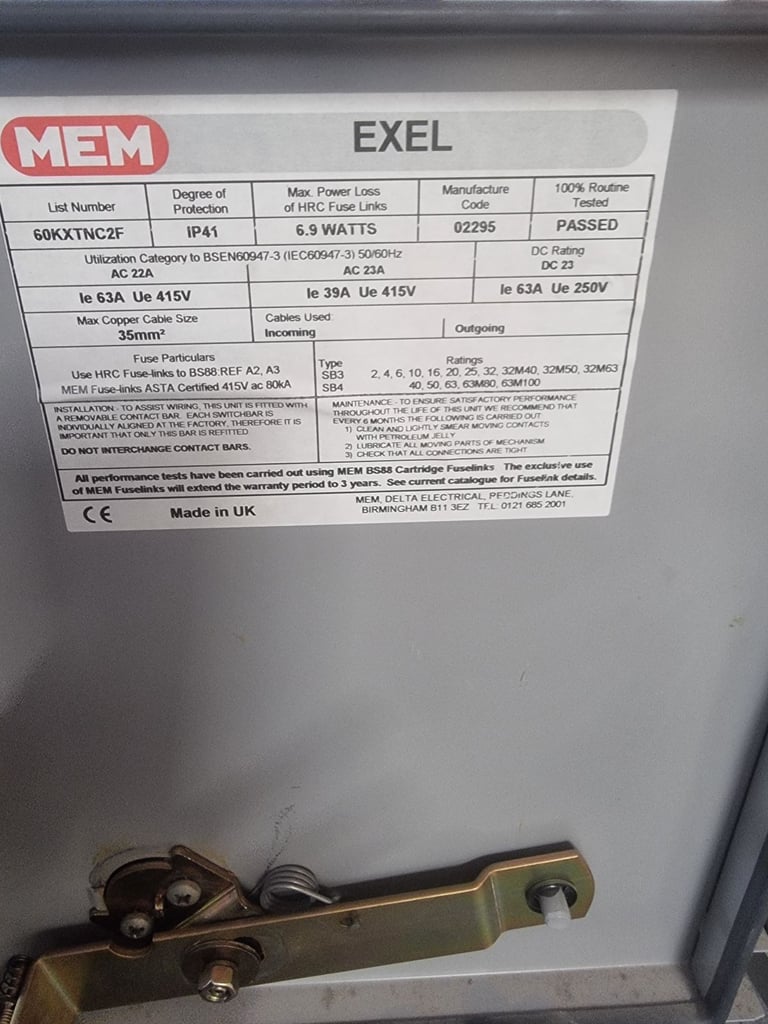 MEM
EXEL
List Number
Degree of
Protection
Max. Power Loss
of HRC Fuse Links
Manufacture
Code
100% Routine
Tested
60KXTNC2F
IP41
6.9 WATTS
02295
PASSED
Utilization Category to BSEN60947-3 (IEC60947-3) 50/60Hz
AC 22A
AC 23A
DC Rating
DC 23
Ie 63A Ue 415V
Ie 39A Ue 415V
Ie 63A Ue 250V
Max Copper Cable Size
35mm²
Cables Used:
Incoming
Outgoing
Fuse Particulars
Use HRC Fuse-links to BS88:REF A2, A3
MEM Fuse-links ASTA Certified 415V ac 80kA
Type
Ratings
SB3
2, 4, 6, 10, 16, 20, 25, 32, 32M40, 32M50, 32M63
SB4
40, 50, 63, 63M80, 63M100
INSTALLATION - TO ASSIST WIRING, THIS UNIT IS FITTED WITH
A REMOVABLE CONTACT BAR. EACH SWITCHBAR IS
INDIVIDUALLY ALIGNED AT THE FACTORY, THEREFORE IT IS
IMPORTANT THAT ONLY THIS BAR IS REFITTED.
DO NOT INTERCHANGE CONTACT BARS.
MAINTENANCE - TO ENSURE SATISFACTORY PERFORMANCE
THROUGHOUT THE LIFE OF THIS UNIT WE RECOMMEND THAT
EVERY 6 MONTHS THE FOLLOWING IS CARRIED OUT
1) CLEAN AND LIGHTLY SMEAR MOVING CONTACTS
WITH PETROLEUM JELLY
2) LUBRICATE ALL MOVING PARTS OF MECHANISM
3) CHECK THAT ALL CONNECTIONS ARE TIGHT
All performance tests have been carried out using MEM BS88 Cartridge Fuselinks. The exclusive use
of MEM Fuselinks will extend the warranty period to 3 years. See current catalogue for Fuselink details.
CE
Made in UK
MEM, DELTA ELECTRICAL, PEDDINGS LANE,
BIRMINGHAM B11 3EZ TEL: 0121 685 2001